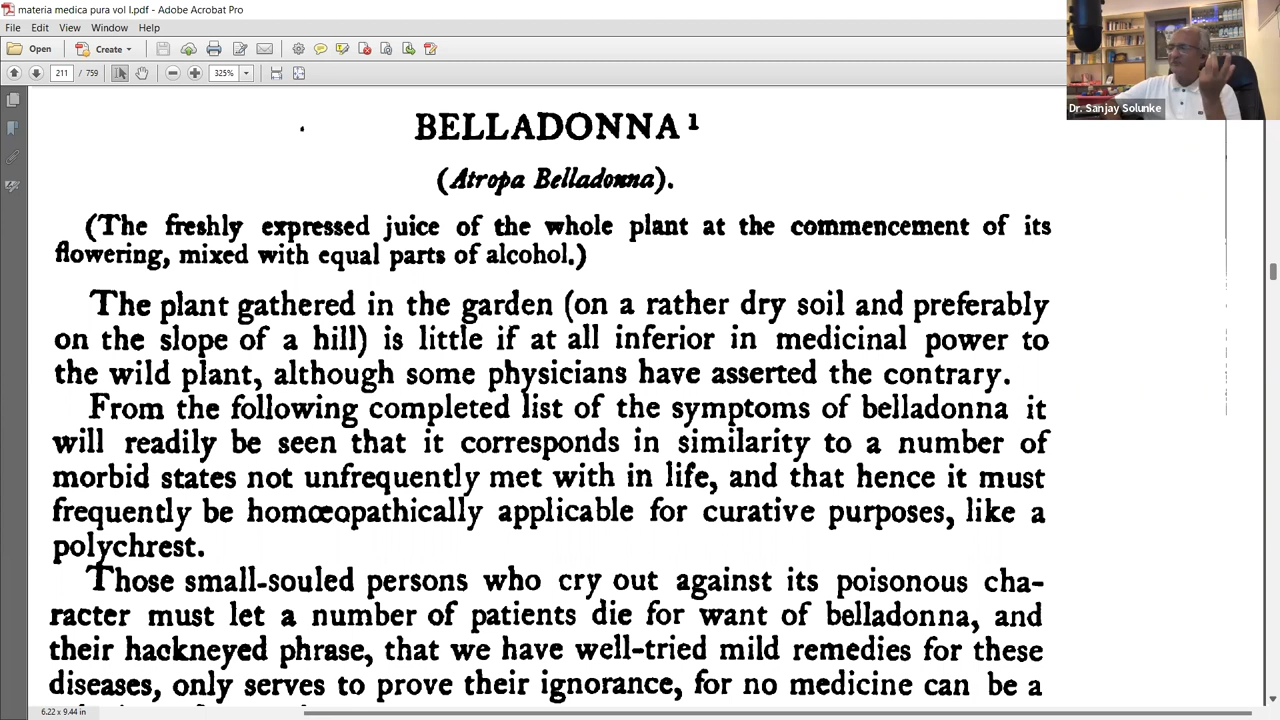 materia medica pura vol I.pdf - Adobe Acrobat Pro
File Edit View Window Help
Open Create
211 / 759 325%
Dr. Sanjay Solunke
BELLADONNA 1
(Atropa Belladonna).
(The freshly expressed juice of the whole plant at the commencement of its
flowering, mixed with equal parts of alcohol.)
The plant gathered in the garden (on a rather dry soil and preferably
on the slope of a hill) is little if at all inferior in medicinal power to
the wild plant, although some physicians have asserted the contrary.
From the following completed list of the symptoms of belladonna it
will readily be seen that it corresponds in similarity to a number of
morbid states not unfrequently met with in life, and that hence it must
frequently be homœopathically applicable for curative purposes, like a
polychrest.
Those small-souled persons who cry out against its poisonous cha-
racter must let a number of patients die for want of belladonna, and
their hackneyed phrase, that we have well-tried mild remedies for these
diseases, only serves to prove their ignorance, for no medicine can be a
6.22 x 9.44 in